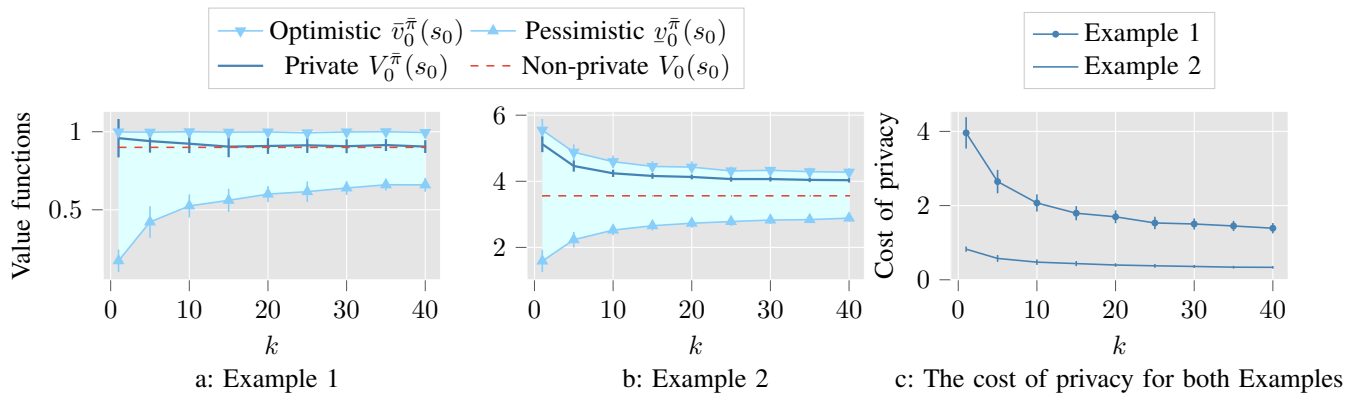 Optimistic v̄₀^π̄(s₀) Pessimistic v̲₀^π̄(s₀)
Private V₀^π̄(s₀) Non-private V₀(s₀)
Example 1
Example 2
Value functions
1
0.5
0 10 20 30 40
k
a: Example 1
6
4
2
0 10 20 30 40
k
b: Example 2
Cost of privacy
4
2
0
0 10 20 30 40
k
c: The cost of privacy for both Examples